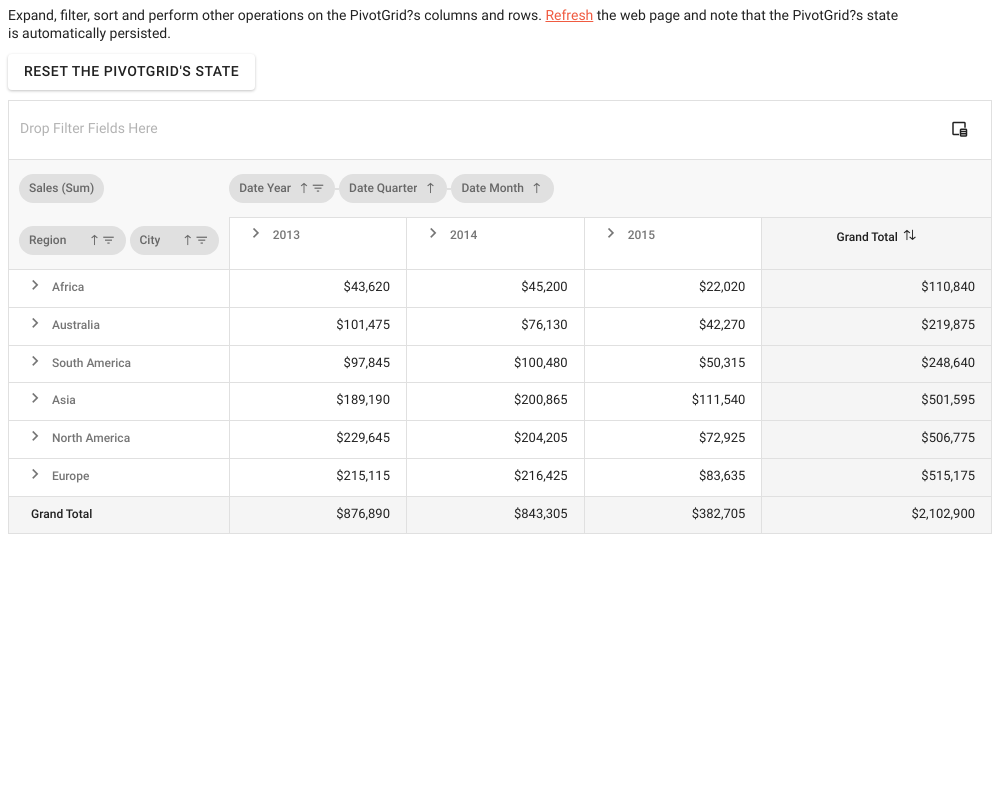 Expand, filter, sort and perform other operations on the PivotGrid?s columns and rows. Refresh the web page and note that the PivotGrid?s state
is automatically persisted.
RESET THE PIVOTGRID'S STATE
Drop Filter Fields Here
Sales (Sum) Date Year Date Quarter Date Month
Region City 2013 2014 2015 Grand Total
Africa $43,620 $45,200 $22,020 $110,840
Australia $101,475 $76,130 $42,270 $219,875
South America $97,845 $100,480 $50,315 $248,640
Asia $189,190 $200,865 $111,540 $501,595
North America $229,645 $204,205 $72,925 $506,775
Europe $215,115 $216,425 $83,635 $515,175
Grand Total $876,890 $843,305 $382,705 $2,102,900